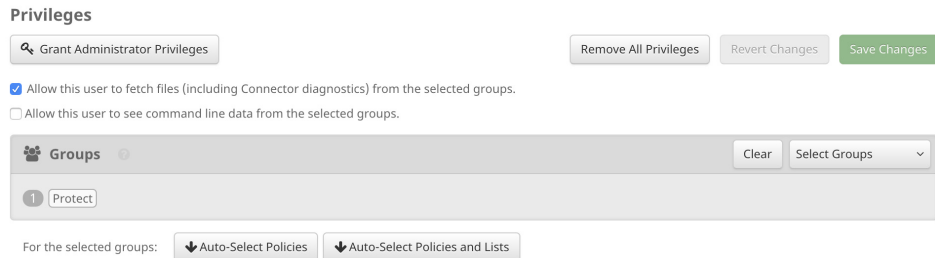 Privileges
Grant Administrator Privileges Remove All Privileges Revert Changes Save Changes
Allow this user to fetch files (including Connector diagnostics) from the selected groups.
Allow this user to see command line data from the selected groups.
Groups ? Clear Select Groups
1 Protect
For the selected groups: Auto-Select Policies Auto-Select Policies and Lists